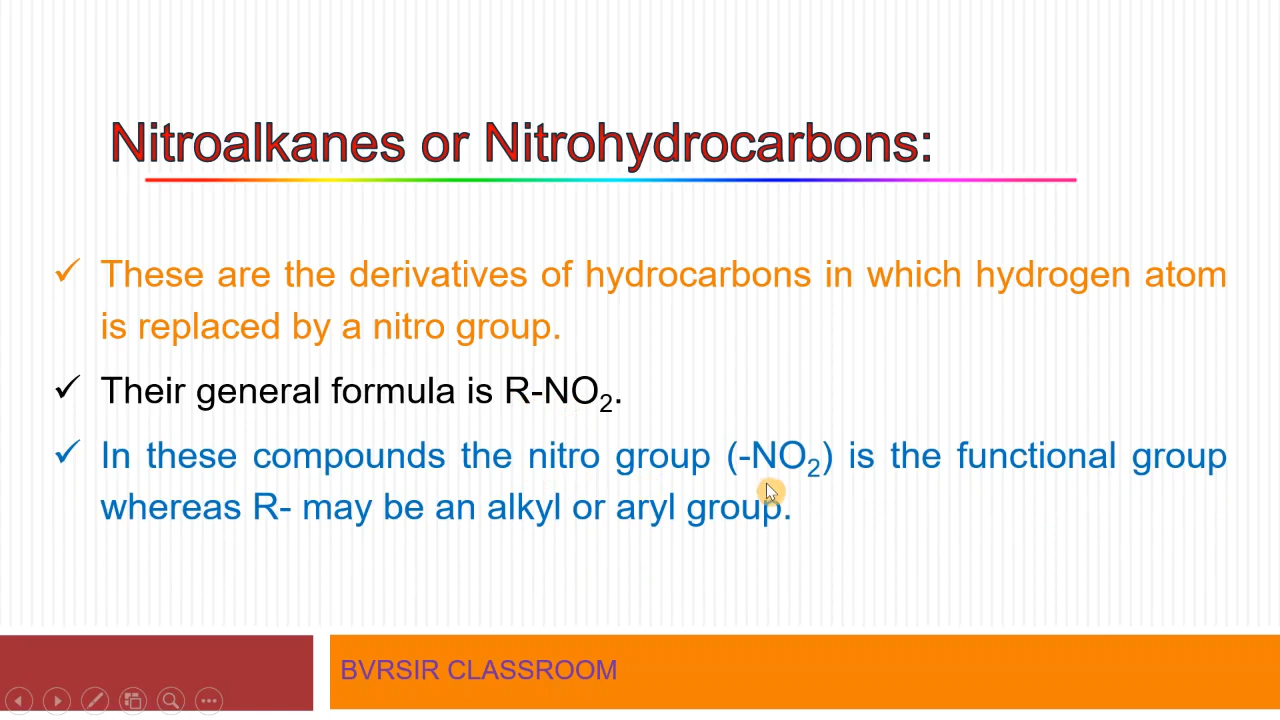 Nitroalkanes or Nitrohydrocarbons:
✓ These are the derivatives of hydrocarbons in which hydrogen atom
is replaced by a nitro group.
✓ Their general formula is R-NO₂.
✓ In these compounds the nitro group (-NO₂) is the functional group
whereas R- may be an alkyl or aryl group.
BVRSIR CLASSROOM